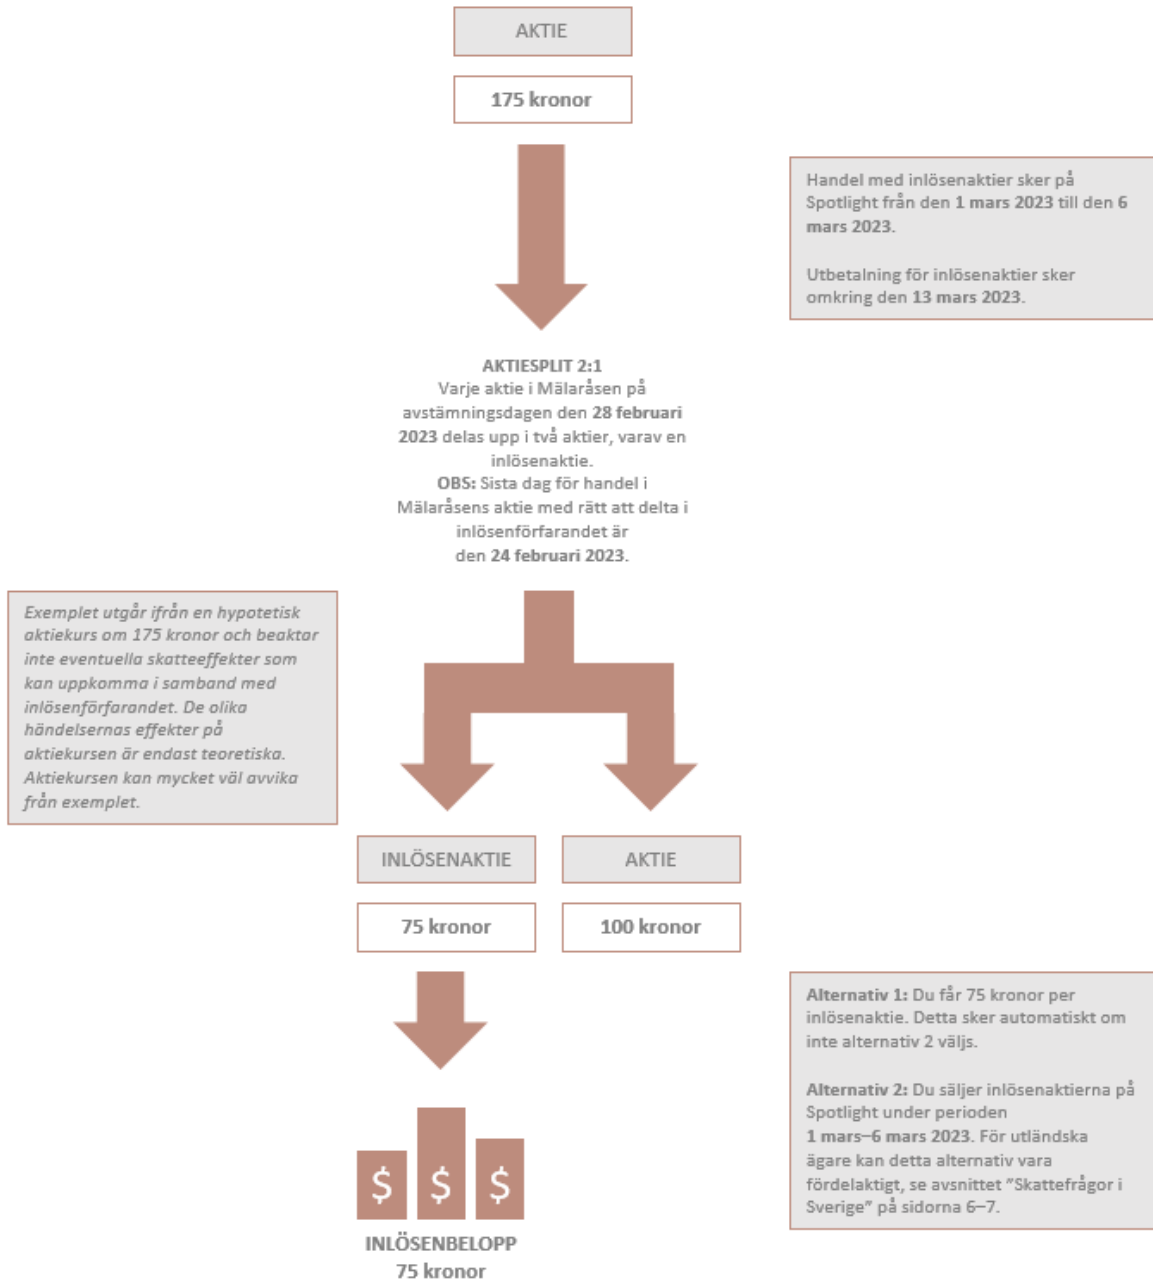 AKTIE
175 kronor
Handel med inlösenaktier sker på
Spotlight från den 1 mars 2023 till den 6
mars 2023.
Utbetalning för inlösenaktier sker
omkring den 13 mars 2023.
AKTIESPLIT 2:1
Varje aktie i Mälaråsen på
avstämningsdagen den 28 februari
2023 delas upp i två aktier, varav en
inlösenaktie.
OBS: Sista dag för handel i
Mälaråsens aktie med rätt att delta i
inlösenförfarandet är
den 24 februari 2023.
Exemplet utgår ifrån en hypotetisk
aktiekurs om 175 kronor och beaktar
inte eventuella skatteeffekter som
kan uppkomma i samband med
inlösenförfarandet. De olika
händelsernas effekter på
aktiekursen är endast teoretiska.
Aktiekursen kan mycket väl avvika
från exemplet.
INLÖSENAKTIE
AKTIE
75 kronor
100 kronor
Alternativ 1: Du får 75 kronor per
inlösenaktie. Detta sker automatiskt om
inte alternativ 2 väljs.
Alternativ 2: Du säljer inlösenaktierna på
Spotlight under perioden
1 mars–6 mars 2023. För utländska
ägare kan detta alternativ vara
fördelaktigt, se avsnittet ”Skattefrågor i
Sverige” på sidorna 6–7.
$ $ $
INLÖSENBELOPP
75 kronor